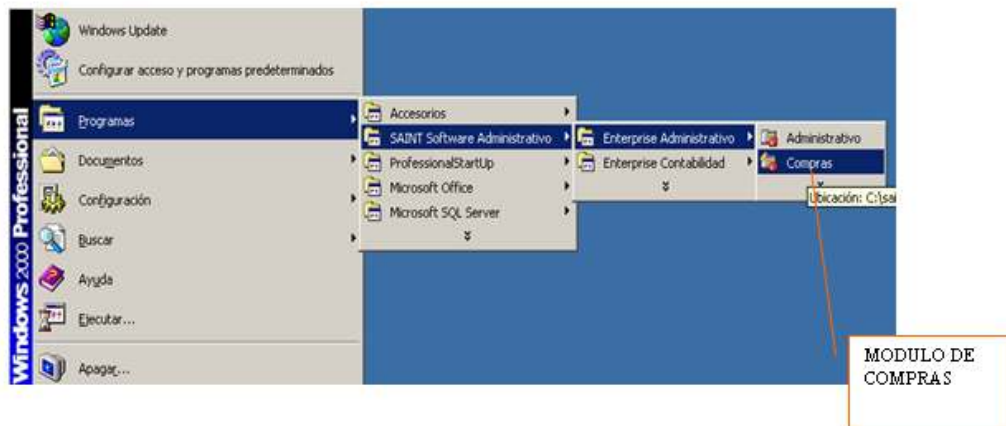 Windows 2000 Professional
Windows Update
Configurar acceso y programas predeterminados
Programas
Documentos
Configuración
Buscar
Ayuda
Ejecutar...
Apagar...
Accesorios
SAINT Software Administrativo
ProfessionalStartUp
Microsoft Office
Microsoft SQL Server
Enterprise Administrativo
Enterprise Contabilidad
Administrativo
Compras
Ubicación: C:\sai
MODULO DE
COMPRAS